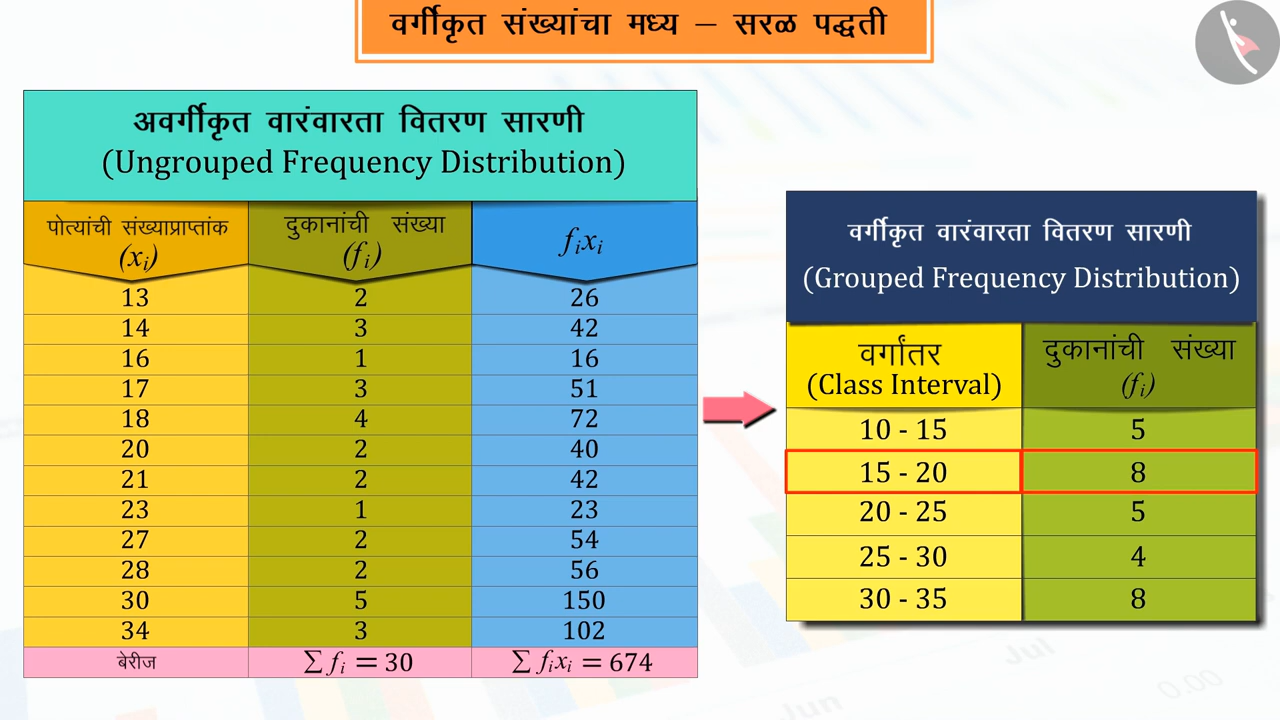 वर्गीकृत संख्यांचा मध्य – सरळ पद्धती
अवर्गीकृत वारंवारता वितरण सारणी
(Ungrouped Frequency Distribution)
पोत्यांची संख्याप्राप्तांक (xᵢ) दुकानांची संख्या (fᵢ) fᵢxᵢ
13 2 26
14 3 42
16 1 16
17 3 51
18 4 72
20 2 40
21 2 42
23 1 23
27 2 54
28 2 56
30 5 150
34 3 102
बेरीज ∑ fᵢ = 30 ∑ fᵢxᵢ = 674
वर्गीकृत वारंवारता वितरण सारणी
(Grouped Frequency Distribution)
वर्गांतर दुकानांची संख्या
(Class Interval) (fᵢ)
10 - 15 5
15 - 20 8
20 - 25 5
25 - 30 4
30 - 35 8
Jul
Jun
0.00